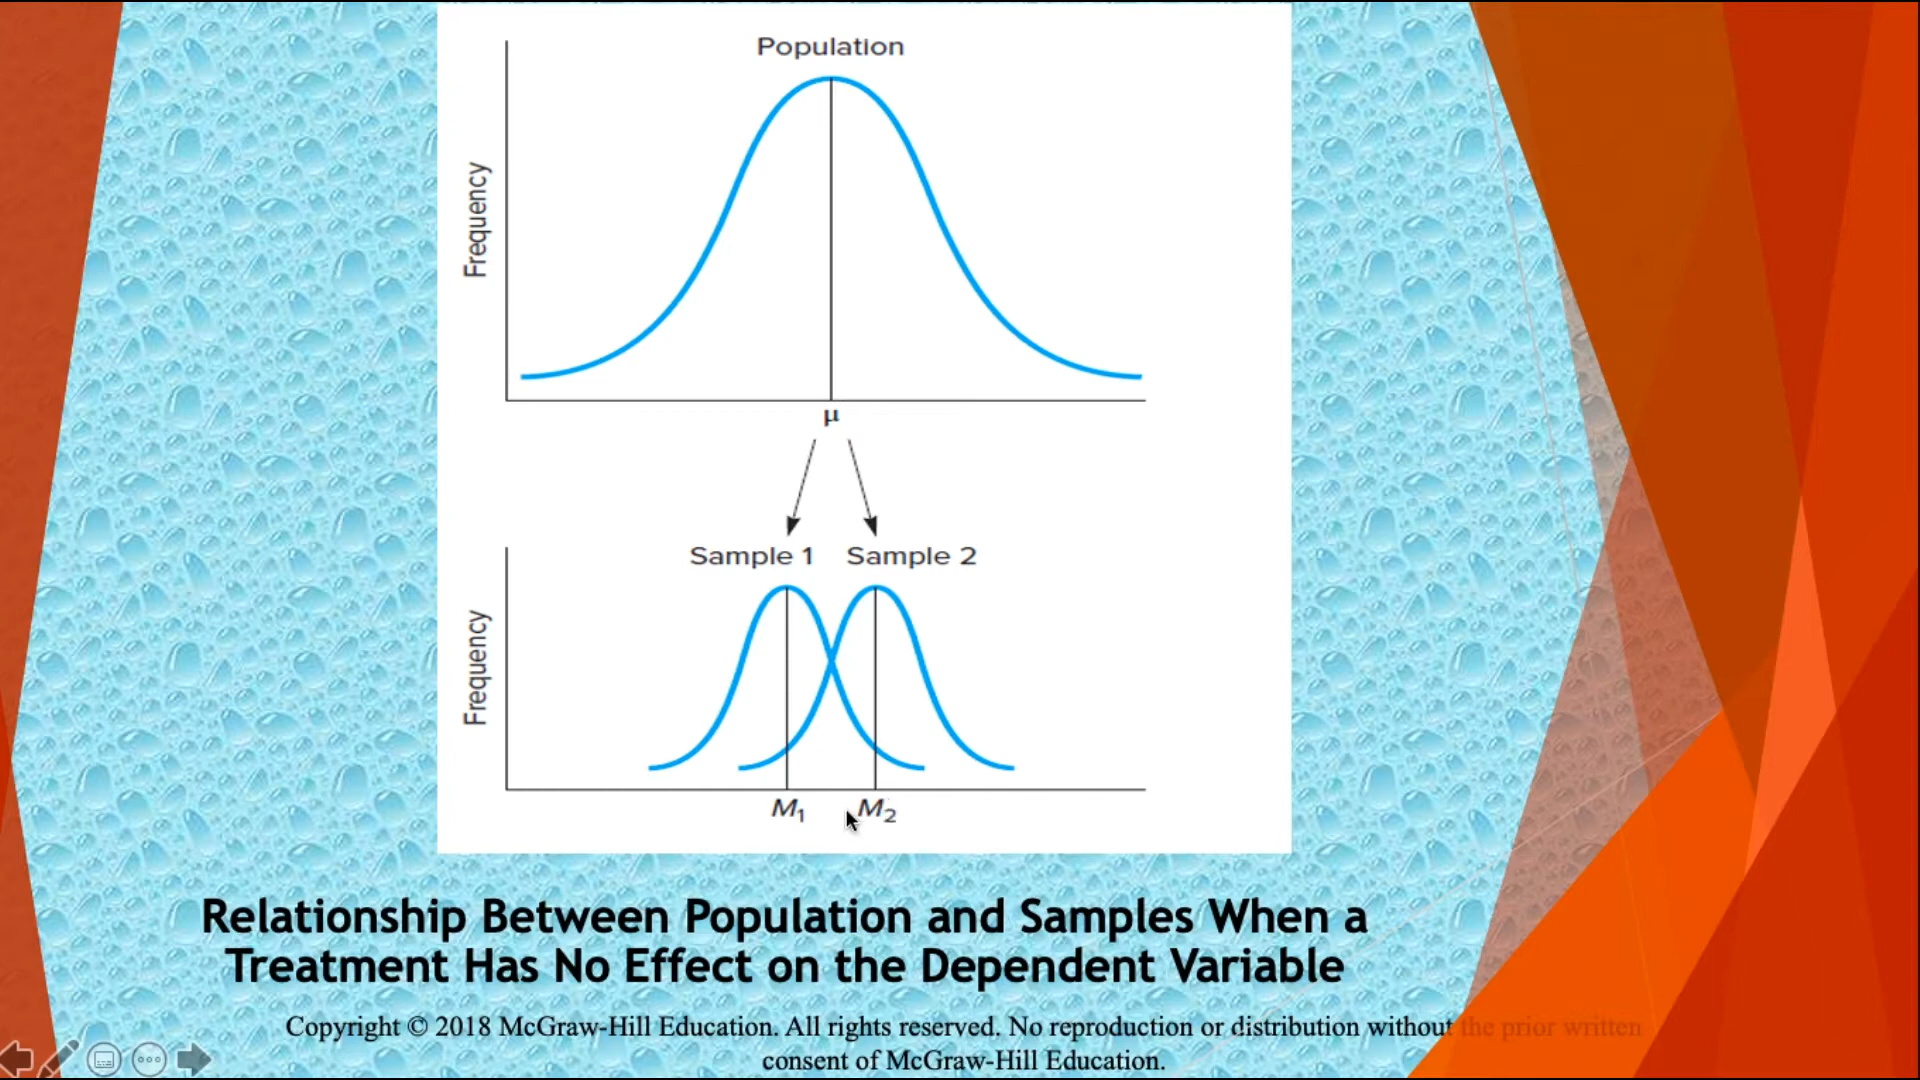 Population
Frequency
μ
Sample 1 Sample 2
Frequency
M1 M2
Relationship Between Population and Samples When a
Treatment Has No Effect on the Dependent Variable
Copyright © 2018 McGraw-Hill Education. All rights reserved. No reproduction or distribution without the prior written
consent of McGraw-Hill Education.